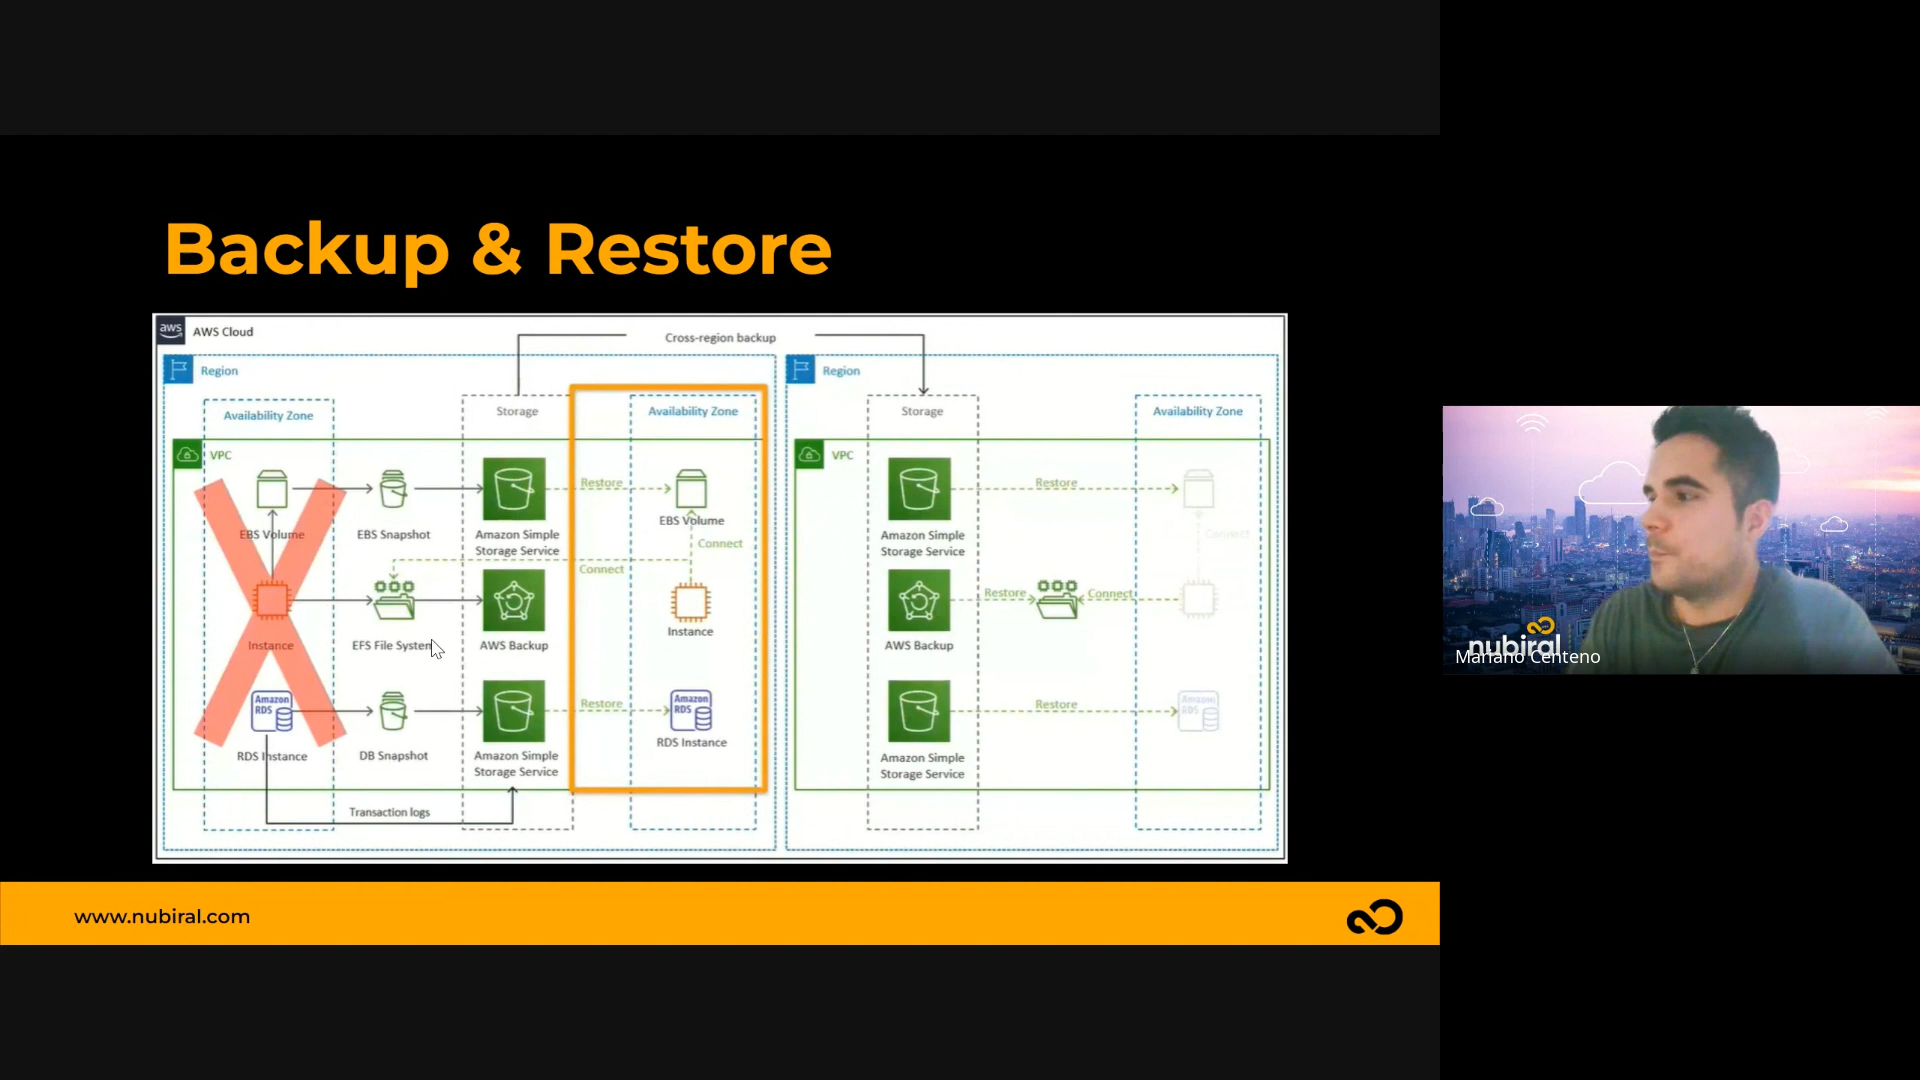 Backup & Restore
aws
AWS Cloud
Cross-region backup
Region
Region
Availability Zone
Storage
Availability Zone
Storage
Availability Zone
VPC
VPC
Restore
Restore
EBS Volume
EBS Snapshot
Amazon Simple
Storage Service
EBS Volume
Connect
Connect
Amazon Simple
Storage Service
Connect
Restore
Connect
Instance
EFS File System
AWS Backup
Instance
AWS Backup
Amazon
RDS
Restore
Amazon
RDS
Restore
Amazon
RDS
RDS Instance
DB Snapshot
Amazon Simple
Storage Service
RDS Instance
Amazon Simple
Storage Service
Transaction logs
www.nubiral.com
nubiral
Mariano Centeno